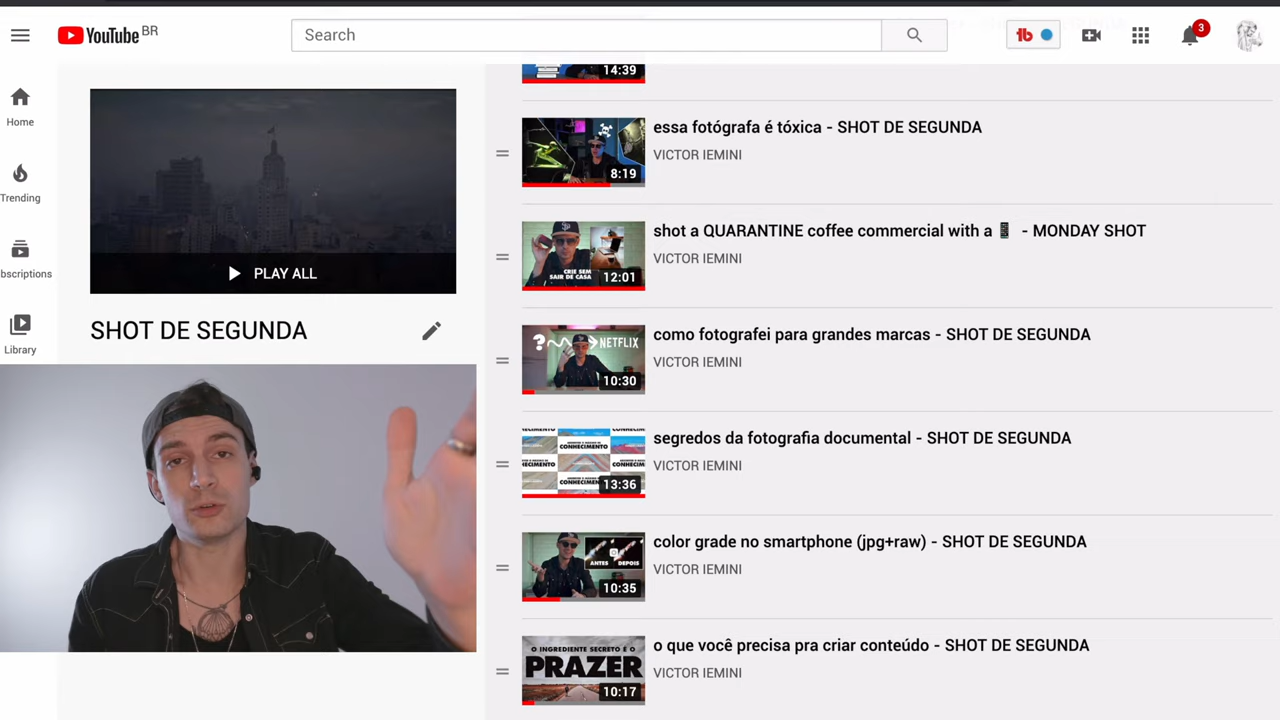 YouTube BR
Search
tb
3
Home
Trending
bscriptions
Library
PLAY ALL
SHOT DE SEGUNDA
14:39
essa fotógrafa é tóxica - SHOT DE SEGUNDA
VICTOR IEMINI
8:19
shot a QUARANTINE coffee commercial with a 📱 - MONDAY SHOT
VICTOR IEMINI
CRIE SEM
SAIR DE CASA
12:01
como fotografei para grandes marcas - SHOT DE SEGUNDA
VICTOR IEMINI
? NETFLIX
10:30
segredos da fotografia documental - SHOT DE SEGUNDA
VICTOR IEMINI
CONHECIMENTO
13:36
color grade no smartphone (jpg+raw) - SHOT DE SEGUNDA
VICTOR IEMINI
ANTES DEPOIS
10:35
o que você precisa pra criar conteúdo - SHOT DE SEGUNDA
VICTOR IEMINI
O INGREDIENTE SECRETO É O
PRAZER
10:17